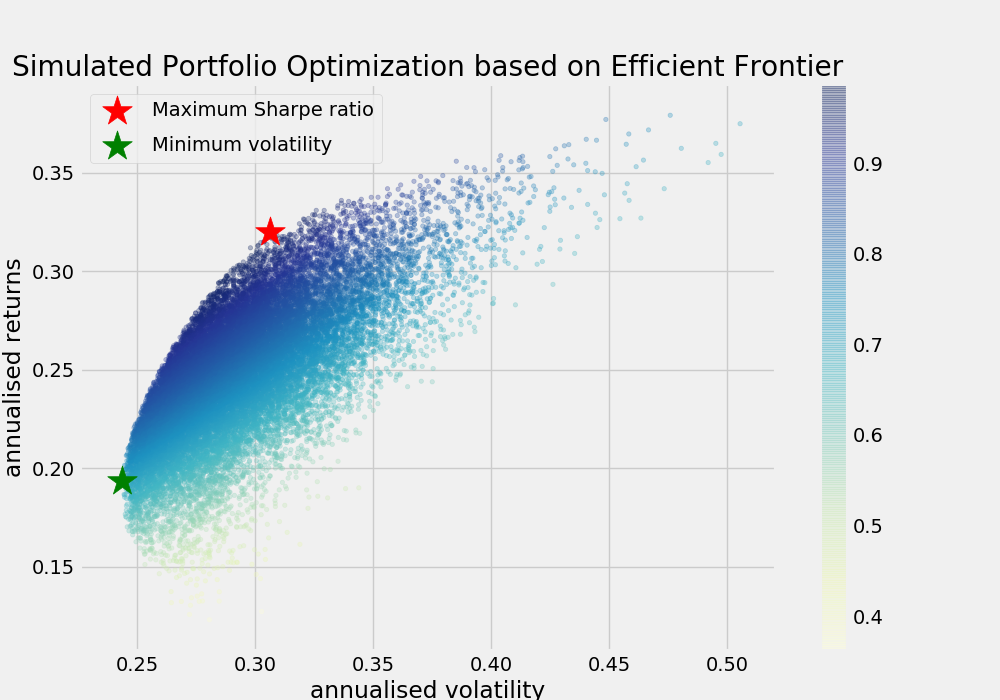 Simulated Portfolio Optimization based on Efficient Frontier
Maximum Sharpe ratio
Minimum volatility
annualised returns
0.35
0.30
0.25
0.20
0.15
0.25 0.30 0.35 0.40 0.45 0.50
annualised volatility
0.9
0.8
0.7
0.6
0.5
0.4